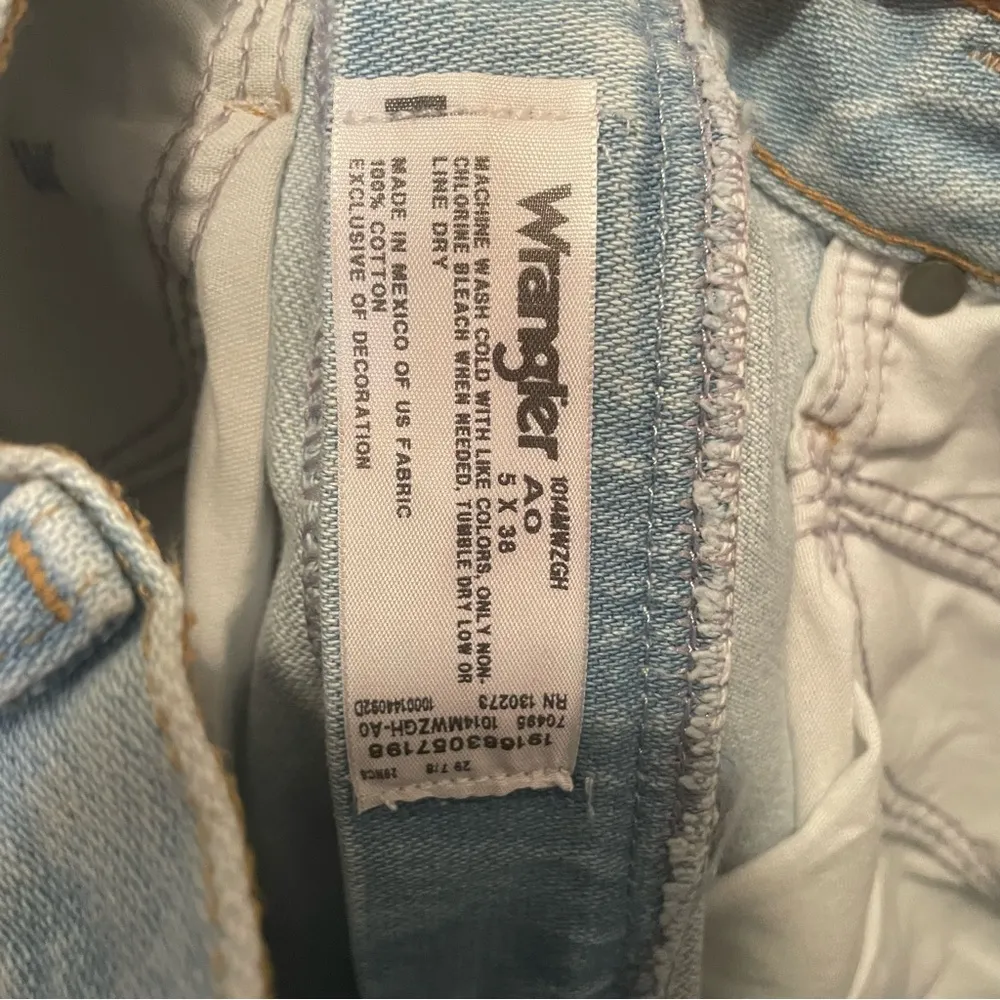 Wrangler
1014MWZGH
AO
5 X 38
MACHINE WASH COLD WITH LIKE COLORS, ONLY NON-
CHLORINE BLEACH WHEN NEEDED, TUMBLE DRY LOW OR
LINE DRY
MADE IN MEXICO OF US FABRIC
100% COTTON
EXCLUSIVE OF DECORATION
RN 130273
10001440920
70495 1014MWZGH-AO
191683057198
29 7/8